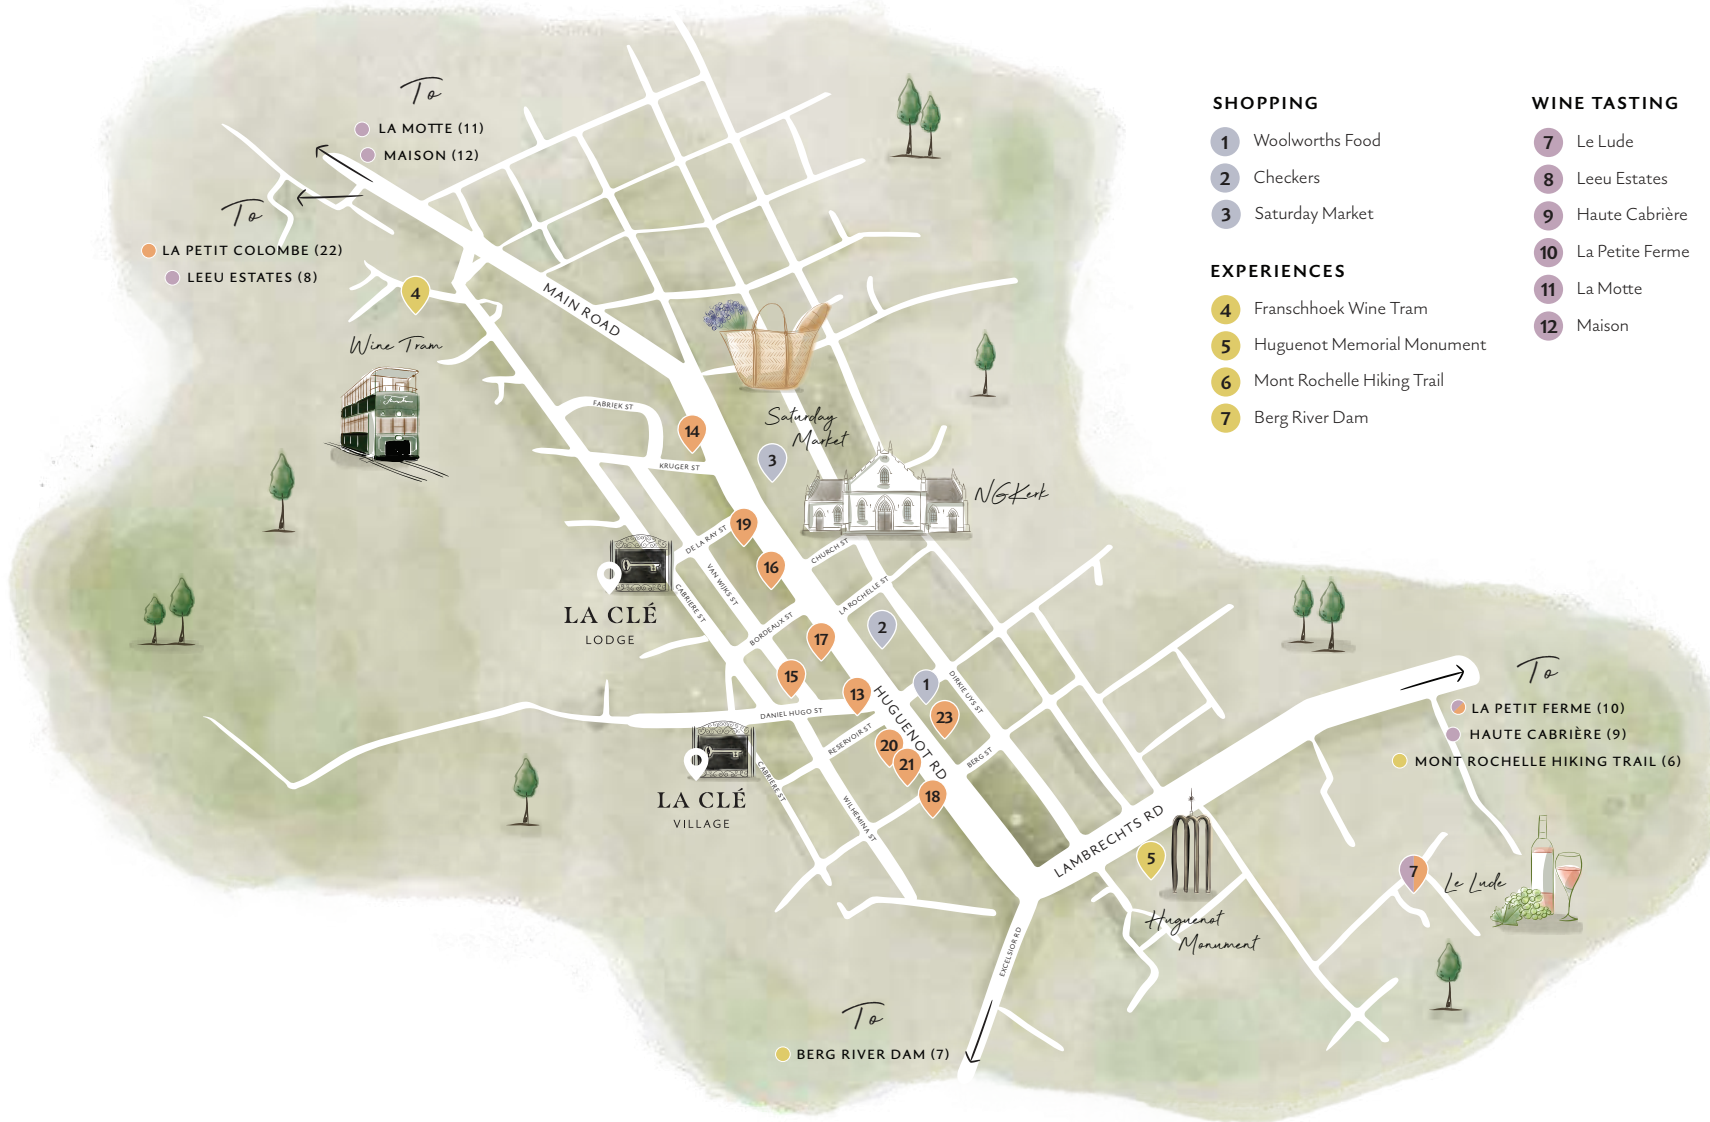 To
LA MOTTE (11)
MAISON (12)
To
LA PETIT COLOMBE (22)
LEEU ESTATES (8)
4
Wine Tram
MAIN ROAD
FABRIEK ST
KRUGER ST
14
Saturday
Market
3
NG Kerk
19
DE LA RAY ST
16
CHURCH ST
VAN WIJKS ST
CABRIERE ST
LA ROCHELLE ST
BORDEAUX ST
LA CLÉ
LODGE
17
2
15
13
1
23
DIRKIE UYS ST
HUGUENOT RD
DANIEL HUGO ST
RESERVOIR ST
20
21
18
BERG ST
CABRIERE ST
WILHEMINA ST
LA CLÉ
VILLAGE
LAMBRECHTS RD
5
Huguenot
Monument
EXCELSIOR RD
To
BERG RIVER DAM (7)
To
LA PETIT FERME (10)
HAUTE CABRIÈRE (9)
MONT ROCHELLE HIKING TRAIL (6)
7
Le Lude
SHOPPING
1 Woolworths Food
2 Checkers
3 Saturday Market
EXPERIENCES
4 Franschhoek Wine Tram
5 Huguenot Memorial Monument
6 Mont Rochelle Hiking Trail
7 Berg River Dam
WINE TASTING
7 Le Lude
8 Leeu Estates
9 Haute Cabrière
10 La Petite Ferme
11 La Motte
12 Maison